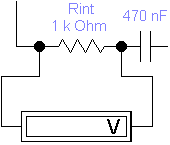 Rint
1 k Ohm
470 nF
V